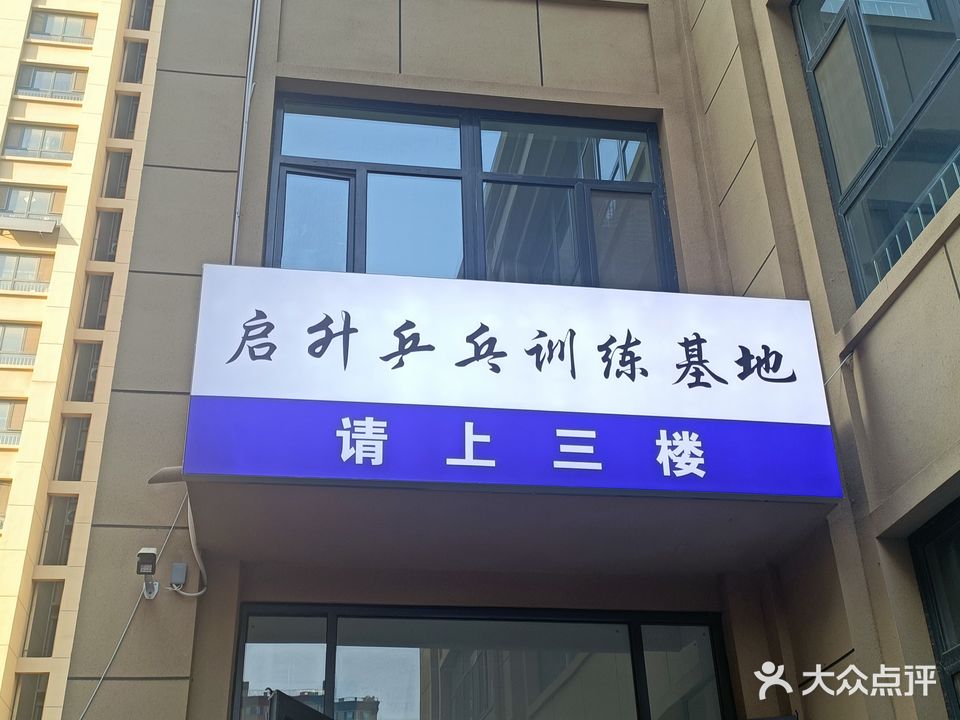 启升乒乓训练基地
请上三楼
大众点评